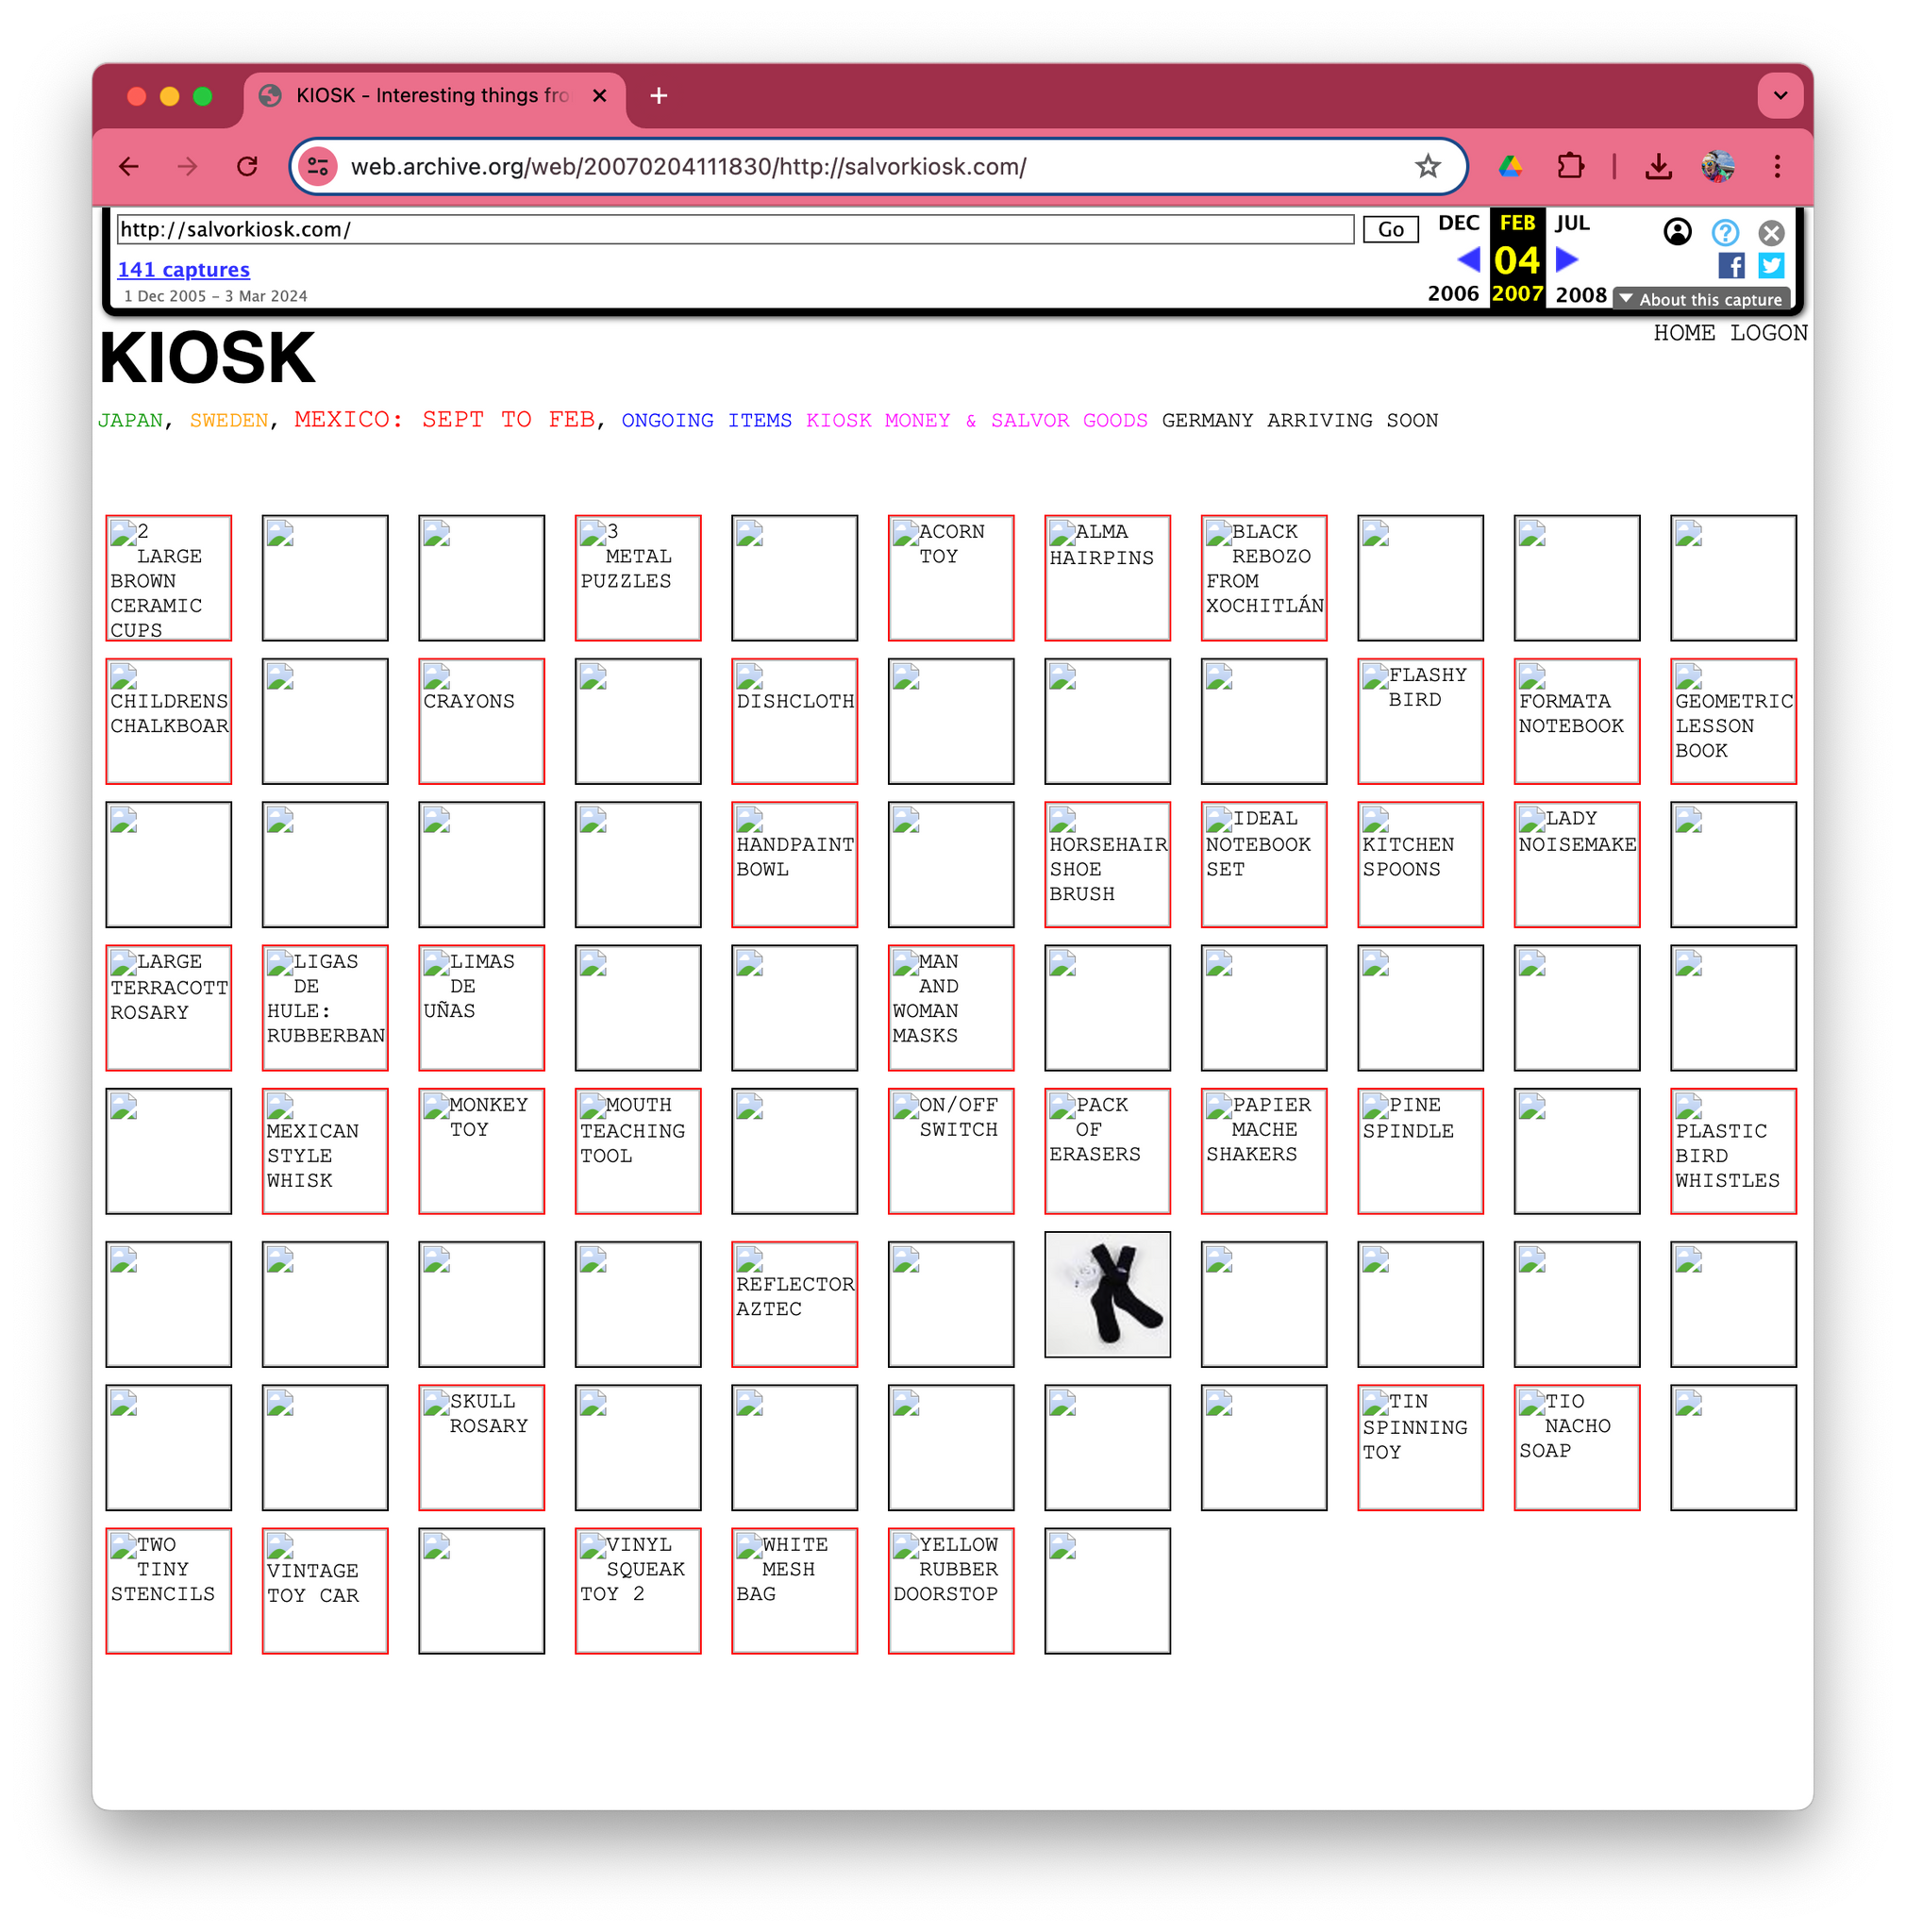 KIOSK - Interesting things fro
web.archive.org/web/20070204111830/http://salvorkiosk.com/
http://salvorkiosk.com/
Go
DEC FEB JUL
141 captures
04
1 Dec 2005 – 3 Mar 2024
2006 2007 2008
About this capture
HOME LOGON
KIOSK
JAPAN, SWEDEN, MEXICO: SEPT TO FEB, ONGOING ITEMS KIOSK MONEY & SALVOR GOODS GERMANY ARRIVING SOON
2
LARGE
BROWN
CERAMIC
CUPS
3
METAL
PUZZLES
ACORN
TOY
ALMA
HAIRPINS
BLACK
REBOZO
FROM
XOCHITLÁN
CHILDRENS
CHALKBOAR
CRAYONS
DISHCLOTH
FLASHY
BIRD
FORMATA
NOTEBOOK
GEOMETRIC
LESSON
BOOK
HANDPAINT
BOWL
HORSEHAIR
SHOE
BRUSH
IDEAL
NOTEBOOK
SET
KITCHEN
SPOONS
LADY
NOISEMAKE
LARGE
TERRACOTT
ROSARY
LIGAS
DE
HULE:
RUBBERBAN
LIMAS
DE
UÑAS
MAN
AND
WOMAN
MASKS
MEXICAN
STYLE
WHISK
MONKEY
TOY
MOUTH
TEACHING
TOOL
ON/OFF
SWITCH
PACK
OF
ERASERS
PAPIER
MACHE
SHAKERS
PINE
SPINDLE
PLASTIC
BIRD
WHISTLES
REFLECTOR
AZTEC
SKULL
ROSARY
TIN
SPINNING
TOY
TIO
NACHO
SOAP
TWO
TINY
STENCILS
VINTAGE
TOY CAR
VINYL
SQUEAK
TOY 2
WHITE
MESH
BAG
YELLOW
RUBBER
DOORSTOP